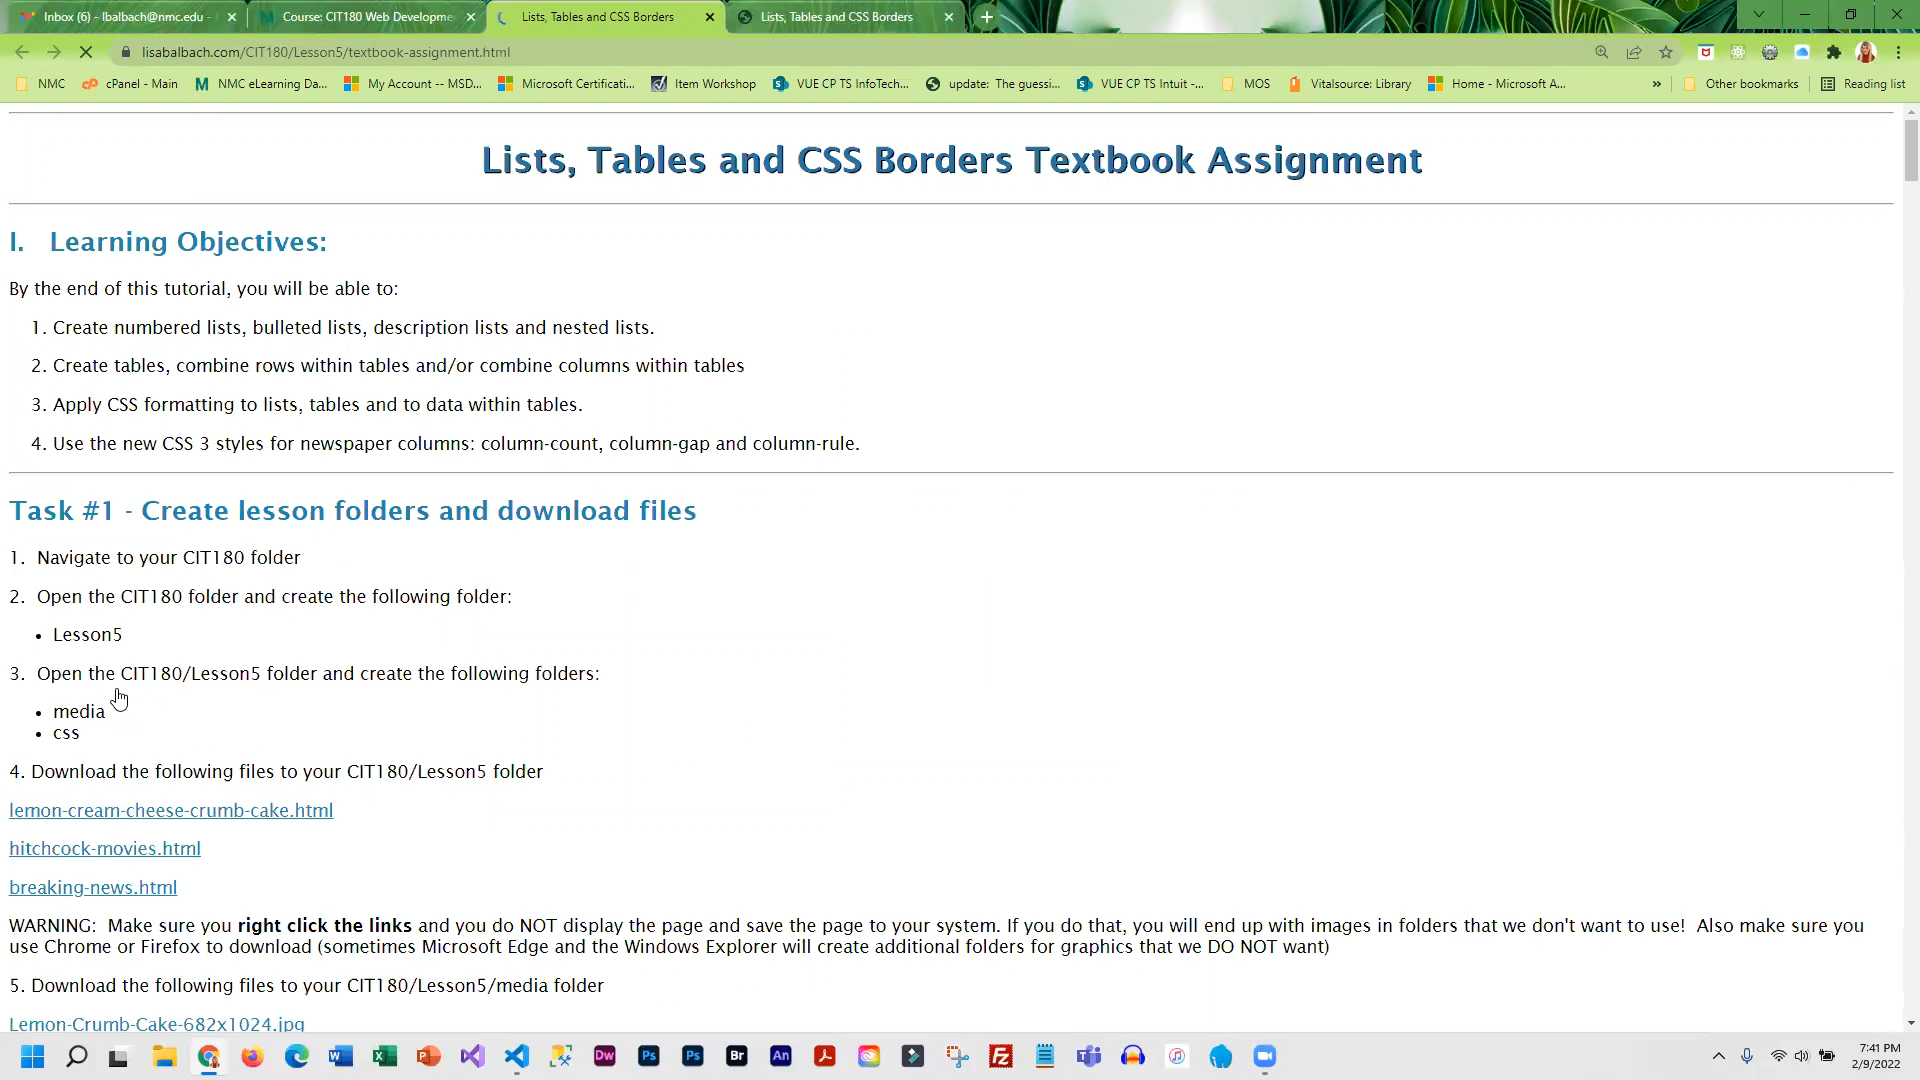 Inbox (6) - lbalbach@nmc.edu -
Course: CIT180 Web Developme
Lists, Tables and CSS Borders
Lists, Tables and CSS Borders
lisabalbach.com/CIT180/Lesson5/textbook-assignment.html
NMC
cPanel - Main
NMC eLearning Da...
My Account -- MSD...
Microsoft Certificati...
Item Workshop
VUE CP TS InfoTech...
update: The guessi...
VUE CP TS Intuit -...
MOS
Vitalsource: Library
Home - Microsoft A...
»
Other bookmarks
Reading list
Lists, Tables and CSS Borders Textbook Assignment
I. Learning Objectives:
By the end of this tutorial, you will be able to:
1. Create numbered lists, bulleted lists, description lists and nested lists.
2. Create tables, combine rows within tables and/or combine columns within tables
3. Apply CSS formatting to lists, tables and to data within tables.
4. Use the new CSS 3 styles for newspaper columns: column-count, column-gap and column-rule.
Task #1 - Create lesson folders and download files
1. Navigate to your CIT180 folder
2. Open the CIT180 folder and create the following folder:
• Lesson5
3. Open the CIT180/Lesson5 folder and create the following folders:
• media
• css
4. Download the following files to your CIT180/Lesson5 folder
lemon-cream-cheese-crumb-cake.html
hitchcock-movies.html
breaking-news.html
WARNING: Make sure you right click the links and you do NOT display the page and save the page to your system. If you do that, you will end up with images in folders that we don't want to use! Also make sure you
use Chrome or Firefox to download (sometimes Microsoft Edge and the Windows Explorer will create additional folders for graphics that we DO NOT want)
5. Download the following files to your CIT180/Lesson5/media folder
Lemon-Crumb-Cake-682x1024.jpg
Dw
Ps
Ps
Br
An
Fz
7:41 PM
2/9/2022